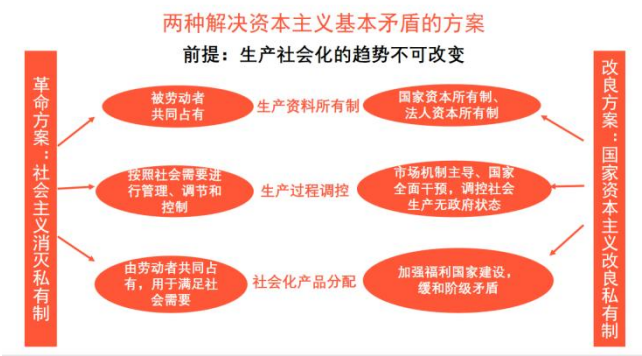 两种解决资本主义基本矛盾的方案
前提：生产社会化的趋势不可改变
革命方案：社会主义消灭私有制
被劳动者
共同占有
生产资料所有制
国家资本所有制、
法人资本所有制
按照社会需要进
行管理、调节和
控制
生产过程调控
市场机制主导、国家
全面干预，调控社会
生产无政府状态
由劳动者共同占
有，用于满足社
会需要
社会化产品分配
加强福利国家建设，
缓和阶级矛盾
改良方案：国家资本主义改良私有制